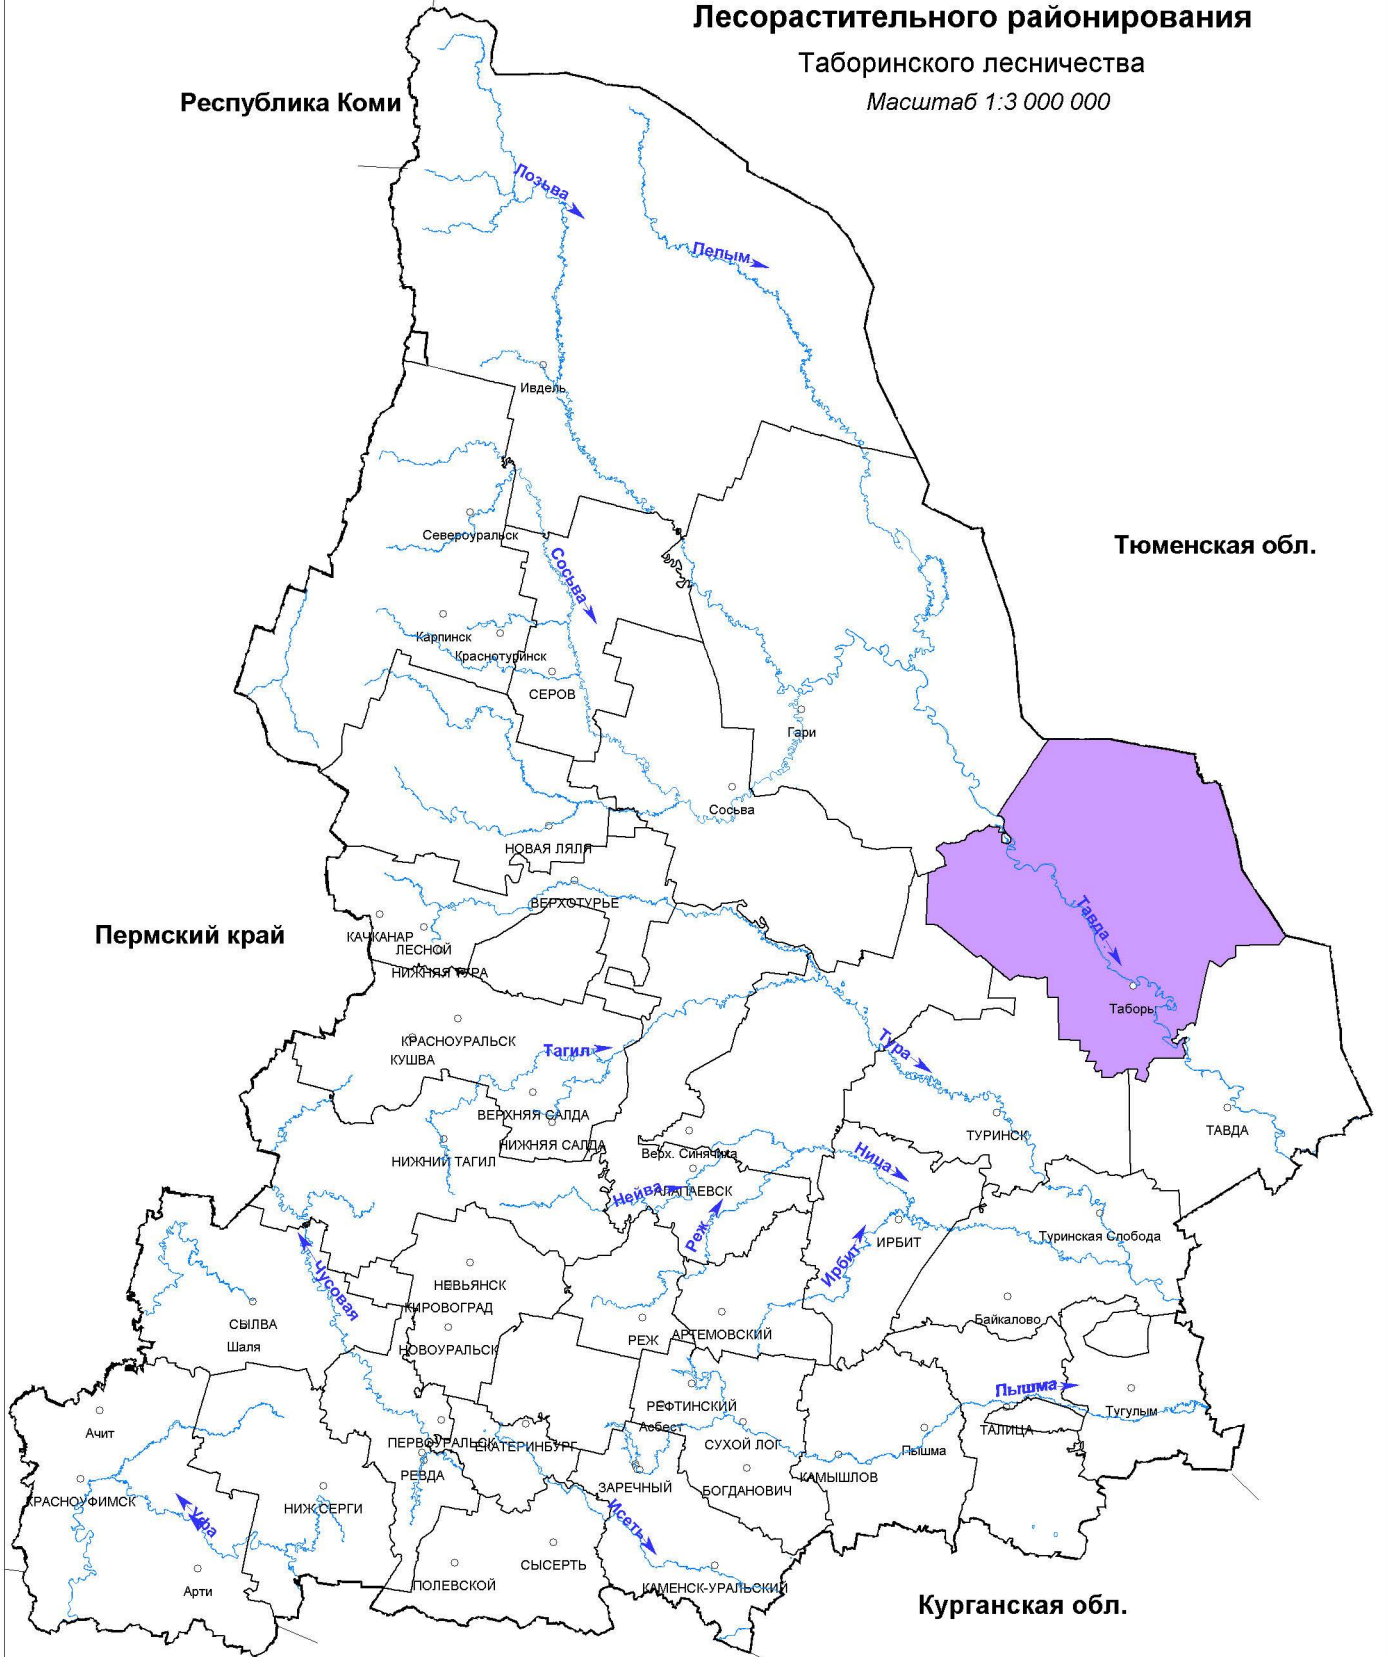 Лесорастительного районирования
Таборинского лесничества
Масштаб 1:3 000 000
Республика Коми
Лозьва
Пелым
Ивдель
Североуральск
Тюменская обл.
Сосьва
Карпинск
Краснотуринск
СЕРОВ
Гари
Сосьва
НОВАЯ ЛЯЛЯ
ВЕРХОТУРЬЕ
Тавда
Пермский край
КАЧКАНАР
ЛЕСНОЙ
НИЖНЯЯ ТУРА
Таборы
КРАСНОУРАЛЬСК
КУШВА
Тагил
Тура
ВЕРХНЯЯ САЛДА
НИЖНЯЯ САЛДА
ТУРИНСК
ТАВДА
НИЖНИЙ ТАГИЛ
Верх. Синячиха
Ница
Нейва
АЛАПАЕВСК
Реж
Ирбит
ИРБИТ
Туринская Слобода
Чусовая
НЕВЬЯНСК
КИРОВОГРАД
СЫЛВА
Шаля
НОВОУРАЛЬСК
РЕЖ
АРТЕМОВСКИЙ
Байкалово
Пышма
РЕФТИНСКИЙ
Асбест
Тугулым
ТАЛИЦА
Ачит
ПЕРВОУРАЛЬСК
ЕКАТЕРИНБУРГ
СУХОЙ ЛОГ
Пышма
РЕВДА
КАМЫШЛОВ
ЗАРЕЧНЫЙ
БОГДАНОВИЧ
КРАСНОУФИМСК
НИЖ.СЕРГИ
Уфа
Исеть
СЫСЕРТЬ
Арти
ПОЛЕВСКОЙ
КАМЕНСК-УРАЛЬСКИЙ
Курганская обл.